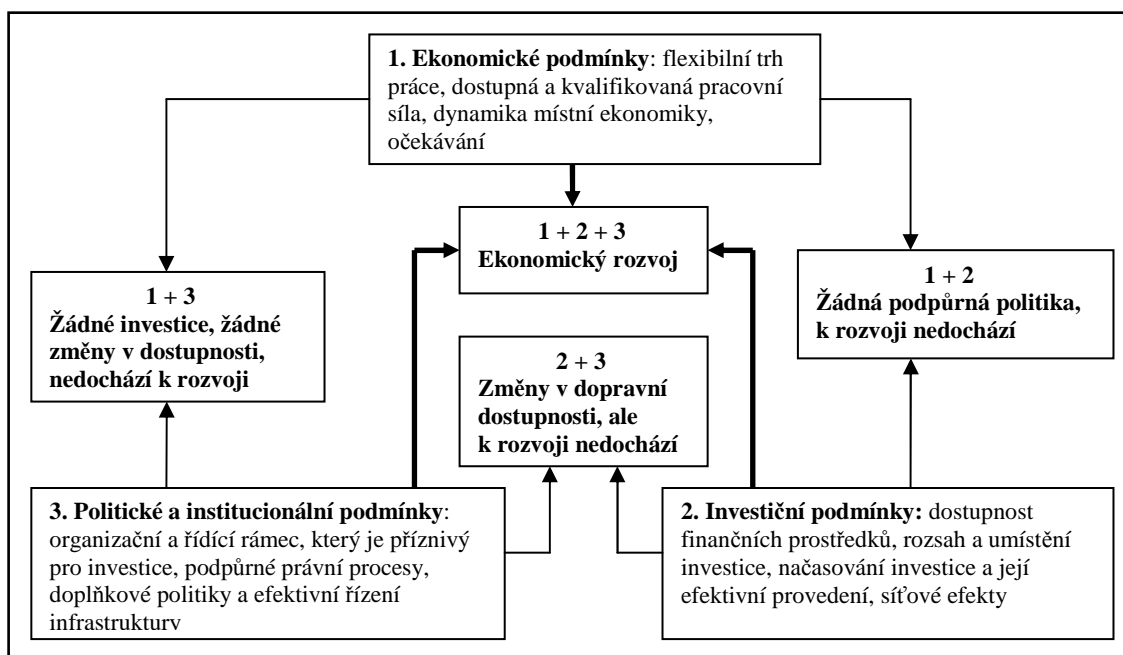 1. Ekonomické podmínky: flexibilní trh
práce, dostupná a kvalifikovaná pracovní
síla, dynamika místní ekonomiky,
očekávání
1 + 2 + 3
Ekonomický rozvoj
1 + 3
Žádné investice, žádné
změny v dostupnosti,
nedochází k rozvoji
1 + 2
Žádná podpůrná politika,
k rozvoji nedochází
2 + 3
Změny v dopravní
dostupnosti, ale
k rozvoji nedochází
3. Politické a institucionální podmínky:
organizační a řídící rámec, který je příznivý
pro investice, podpůrné právní procesy,
doplňkové politiky a efektivní řízení
infrastruktury
2. Investiční podmínky: dostupnost
finančních prostředků, rozsah a umístění
investice, načasování investice a její
efektivní provedení, síťové efekty